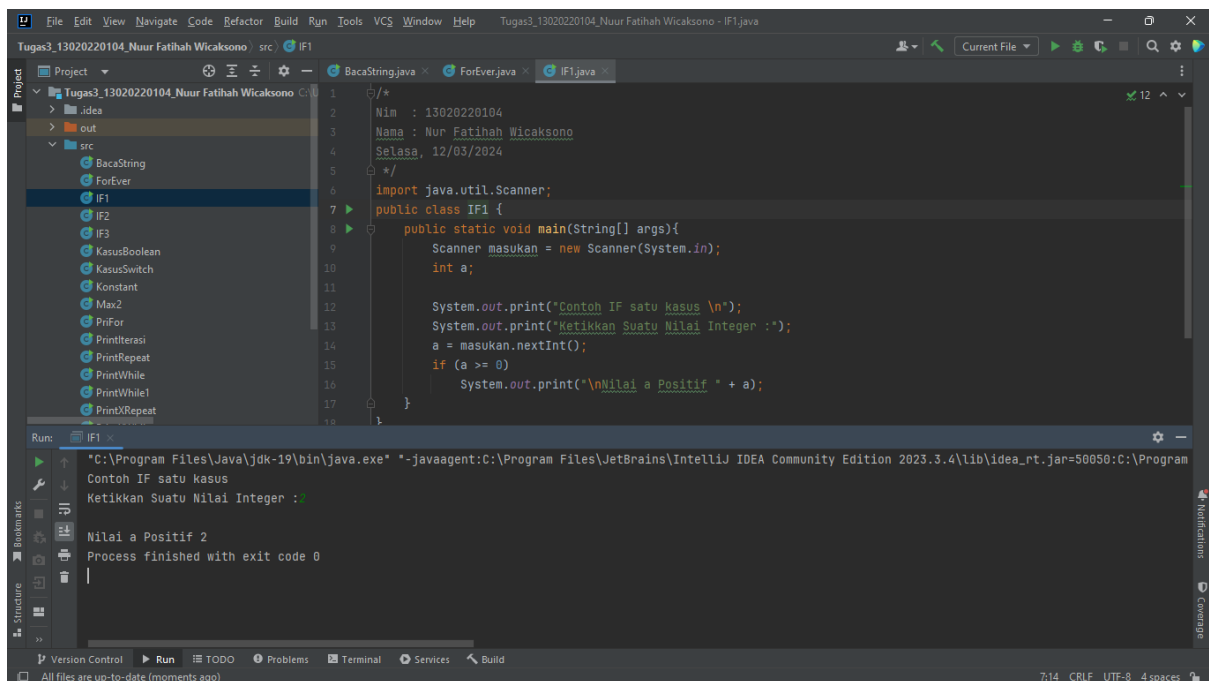 File Edit View Navigate Code Refactor Build Run Tools VCS Window Help Tugas3_13020220104_Nuur Fatihah Wicaksono - IF1.java
Tugas3_13020220104_Nuur Fatihah Wicaksono src IF1 Current File
Project
Project
BacaString.java ForEver.java IF1.java
Tugas3_13020220104_Nuur Fatihah Wicaksono
.idea
out
src
BacaString
ForEver
IF1
IF2
IF3
KasusBoolean
KasusSwitch
Konstant
Max2
PriFor
PrintIterasi
PrintRepeat
PrintWhile
PrintWhile1
PrintXRepeat
12
1 /*
2 Nim : 13020220104
3 Nama : Nur Fatihah Wicaksono
4 Selasa, 12/03/2024
5 */
6 import java.util.Scanner;
7 public class IF1 {
8 public static void main(String[] args){
9 Scanner masukan = new Scanner(System.in);
10 int a;
11
12 System.out.print("Contoh IF satu kasus \n");
13 System.out.print("Ketikkan Suatu Nilai Integer :");
14 a = masukan.nextInt();
15 if (a >= 0)
16 System.out.print("\nNilai a Positif " + a);
17 }
18 }
Run: IF1
"C:\Program Files\Java\jdk-19\bin\java.exe" "-javaagent:C:\Program Files\JetBrains\IntelliJ IDEA Community Edition 2023.3.4\lib\idea_rt.jar=50050:C:\Program
Contoh IF satu kasus
Ketikkan Suatu Nilai Integer :2
Nilai a Positif 2
Process finished with exit code 0
Bookmarks
Structure
Notifications
Coverage
Version Control Run TODO Problems Terminal Services Build
All files are up-to-date (moments ago) 7:14 CRLF UTF-8 4 spaces